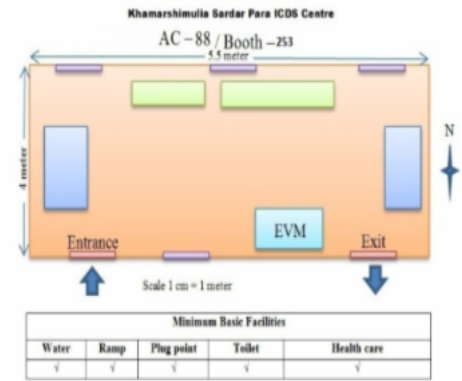 Khamarshimulia Sardar Para ICDS Centre
AC – 88 / Booth – 253
5.5 meter
4 meter
N
EVM
Entrance
Exit
Scale 1 cm = 1 meter
Minimum Basic Facilities
Water Ramp Plug point Toilet Health care
√ √ √ √ √